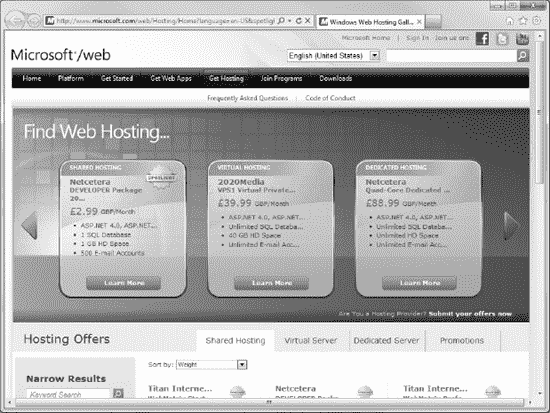 http://www.microsoft.com/web/Hosting/Home?language=en-US&spotligl
Windows Web Hosting Gall...
Microsoft Home | Sign In Join us on:
Microsoft /web
English (United States)
Home Platform Get Started Get Web Apps Get Hosting Join Programs Downloads
Frequently Asked Questions | Code of Conduct
Find Web Hosting...
SHARED HOSTING
Netcetera
DEVELOPER Package
20...
SPOTLIGHT
£2.99 GBP/Month
• ASP.NET 4.0, ASP.NET...
• 1 SQL Database
• 1 GB HD Space
• 500 E-mail Accounts
Learn More
VIRTUAL HOSTING
2020Media
VPS1 Virtual Private...
£39.99 GBP/Month
• ASP.NET 4.0, ASP.NET...
• Unlimited SQL Databa...
• 40 GB HD Space
• Unlimited E-mail Acc...
Learn More
DEDICATED HOSTING
Netcetera
Quad-Core Dedicated ...
£88.99 GBP/Month
• ASP.NET 4.0, ASP.NET...
• Unlimited SQL Databa...
• Unlimited HD Space
• Unlimited E-mail Acc...
Learn More
Are You a Hosting Provider? Submit your offers now.
Hosting Offers
Shared Hosting Virtual Server Dedicated Server Promotions
Sort by: Weight
Narrow Results
Keyword Search
Titan Interne...
Netcetera
Titan Interne...